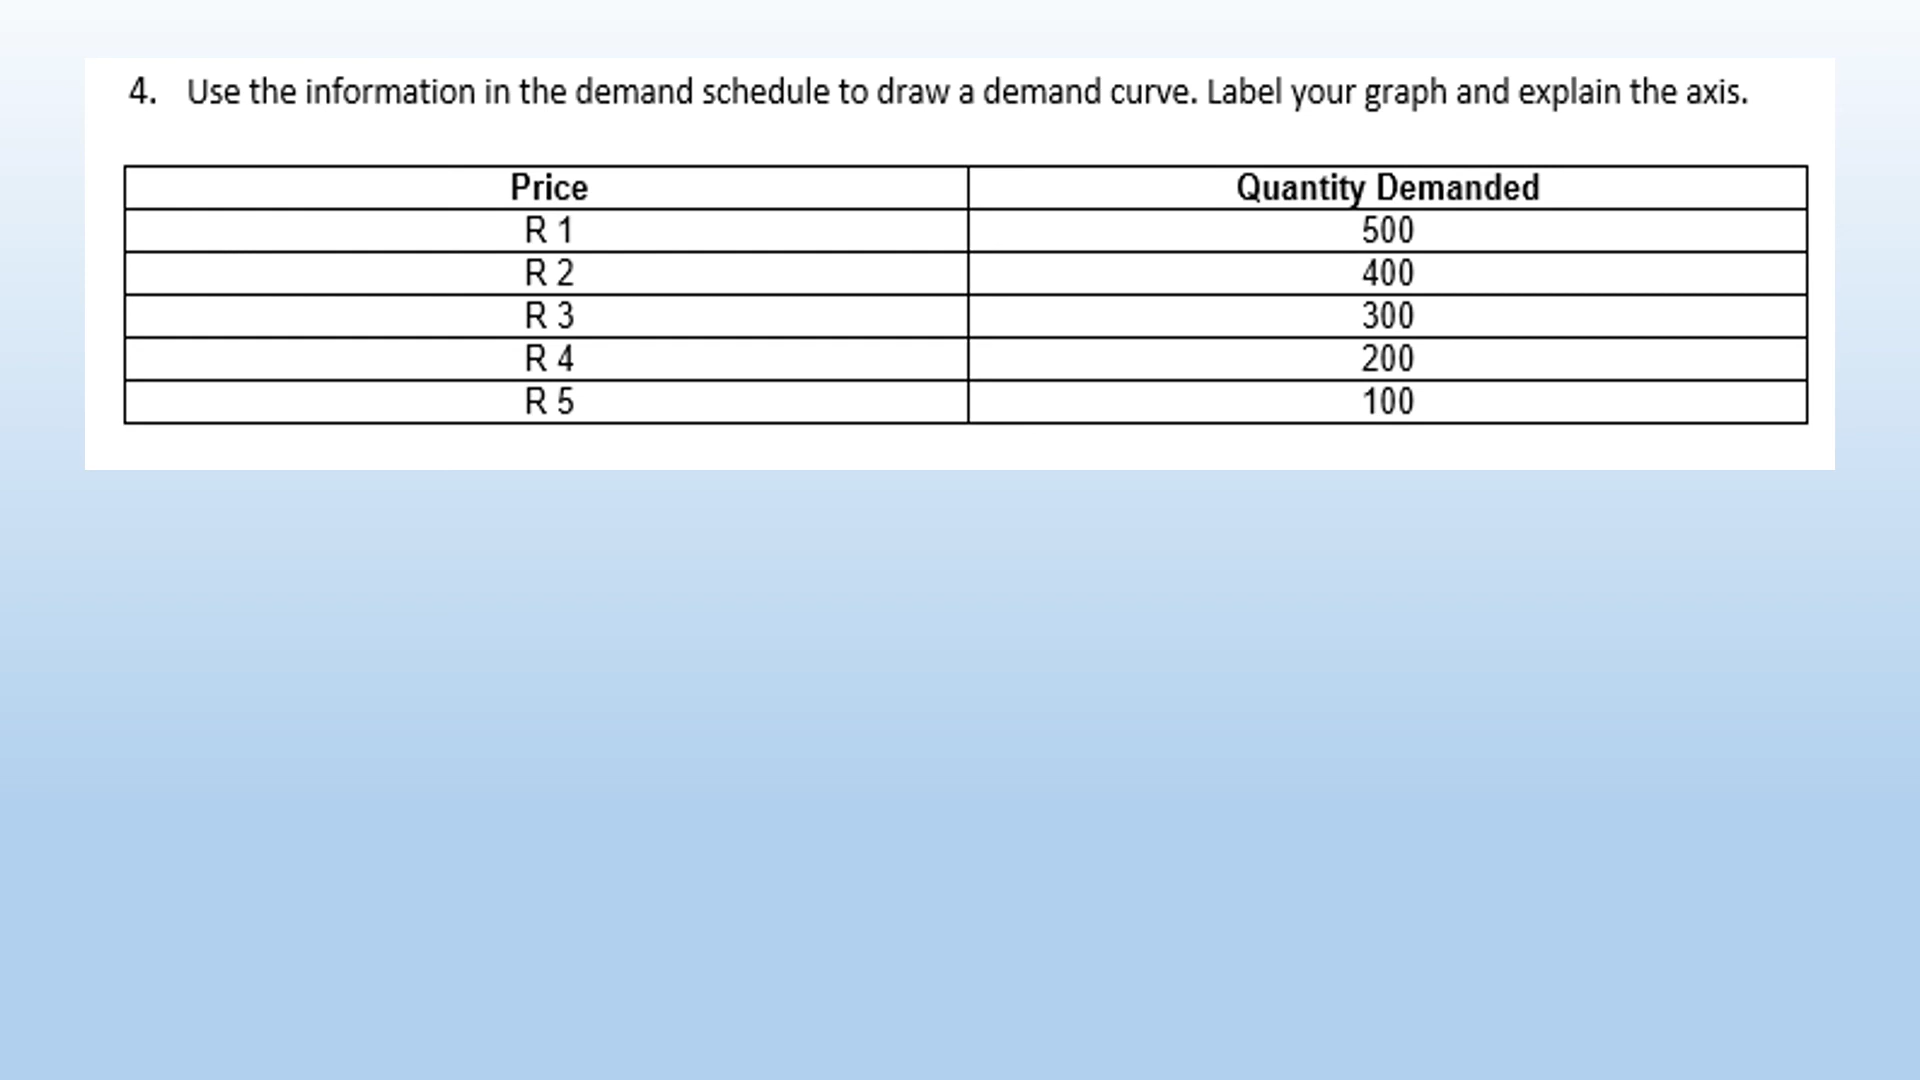 4. Use the information in the demand schedule to draw a demand curve. Label your graph and explain the axis.
Price Quantity Demanded
R 1 500
R 2 400
R 3 300
R 4 200
R 5 100